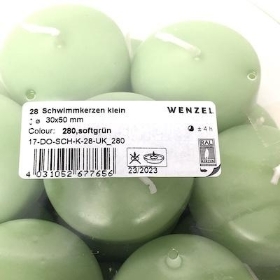 28 Schwimmkerzen klein
WENZEL
30x50 mm
± 4 h
Colour: 280,softgrün
17-DO-SCH-K-28-UK_280
RAL
4 031052 677656
23/2023